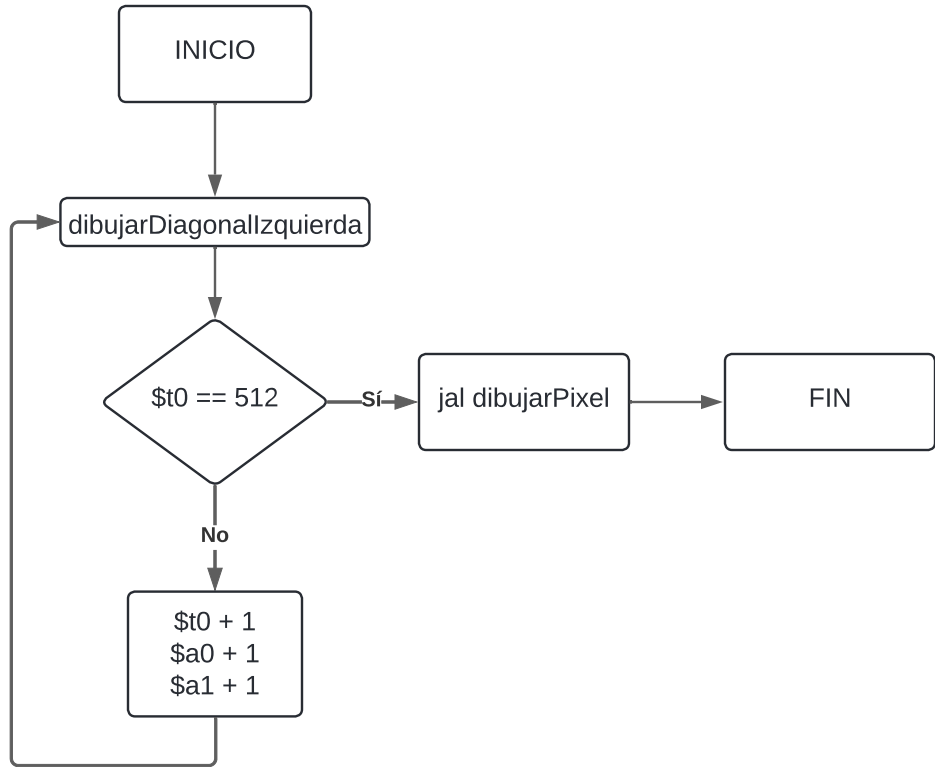 INICIO
dibujarDiagonalIzquierda
$t0 == 512
Sí
jal dibujarPixel
FIN
No
$t0 + 1
$a0 + 1
$a1 + 1